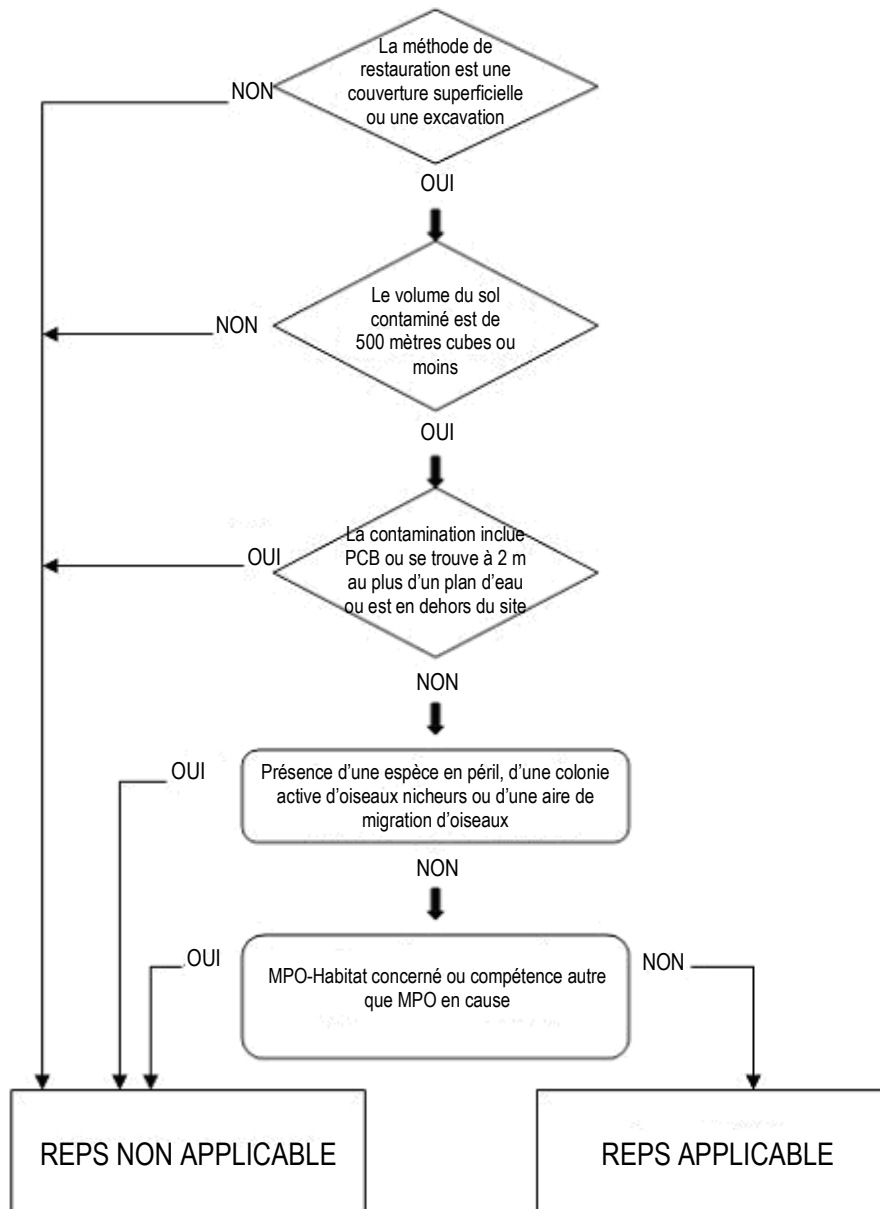 La méthode de
restauration est une
couverture superficielle
ou une excavation
NON
OUI
Le volume du sol
contaminé est de
500 mètres cubes ou
moins
NON
OUI
La contamination inclue
PCB ou se trouve à 2 m
au plus d'un plan d'eau
ou est en dehors du site
OUI
NON
OUI
Présence d'une espèce en péril, d'une colonie
active d'oiseaux nicheurs ou d'une aire de
migration d'oiseaux
NON
OUI
MPO-Habitat concerné ou compétence autre
que MPO en cause
NON
REPS NON APPLICABLE
REPS APPLICABLE